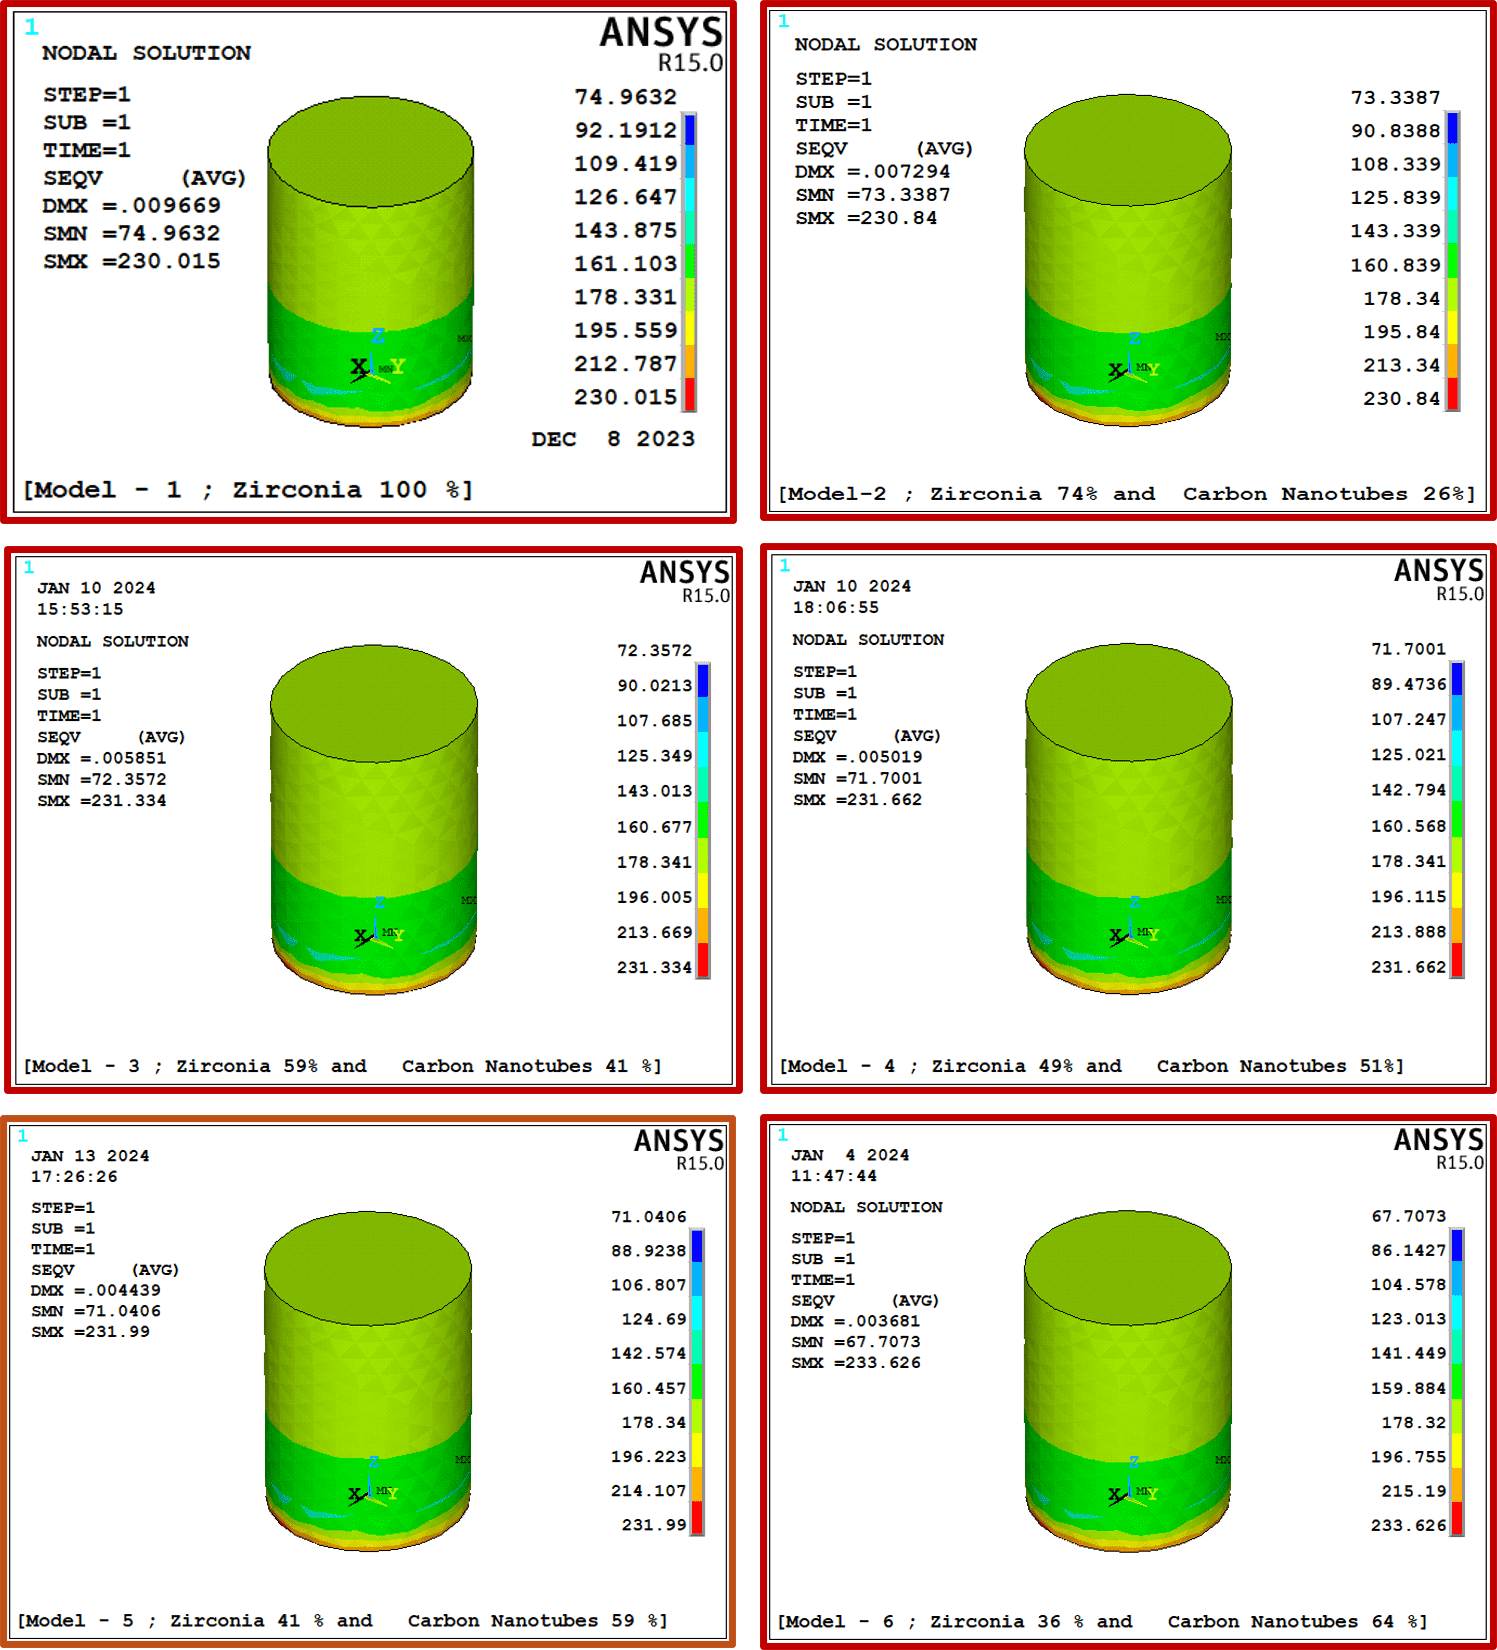 1
ANSYS
R15.0
NODAL SOLUTION
STEP=1
SUB =1
TIME=1
SEQV (AVG)
DMX =.009669
SMN =74.9632
SMX =230.015
74.9632
92.1912
109.419
126.647
143.875
161.103
178.331
195.559
212.787
230.015
Z
MX
X MN Y
DEC 8 2023
[Model - 1 ; Zirconia 100 %]
1
NODAL SOLUTION
STEP=1
SUB =1
TIME=1
SEQV (AVG)
DMX =.007294
SMN =73.3387
SMX =230.84
73.3387
90.8388
108.339
125.839
143.339
160.839
178.34
195.84
213.34
230.84
Z
MX
X Y
[Model-2 ; Zirconia 74% and Carbon Nanotubes 26%]
1
ANSYS
R15.0
JAN 10 2024
15:53:15
NODAL SOLUTION
STEP=1
SUB =1
TIME=1
SEQV (AVG)
DMX =.005851
SMN =72.3572
SMX =231.334
72.3572
90.0213
107.685
125.349
143.013
160.677
178.341
196.005
213.669
231.334
Z
MX
X Y
[Model - 3 ; Zirconia 59% and Carbon Nanotubes 41 %]
1
ANSYS
R15.0
JAN 10 2024
18:06:55
NODAL SOLUTION
STEP=1
SUB =1
TIME=1
SEQV (AVG)
DMX =.005019
SMN =71.7001
SMX =231.662
71.7001
89.4736
107.247
125.021
142.794
160.568
178.341
196.115
213.888
231.662
Z
MX
X Y
[Model - 4 ; Zirconia 49% and Carbon Nanotubes 51%]
1
ANSYS
R15.0
JAN 13 2024
17:26:26
STEP=1
SUB =1
TIME=1
SEQV (AVG)
DMX =.004439
SMN =71.0406
SMX =231.99
71.0406
88.9238
106.807
124.69
142.574
160.457
178.34
196.223
214.107
231.99
Z
MX
X Y
[Model - 5 ; Zirconia 41 % and Carbon Nanotubes 59 %]
1
ANSYS
R15.0
JAN 4 2024
11:47:44
NODAL SOLUTION
STEP=1
SUB =1
TIME=1
SEQV (AVG)
DMX =.003681
SMN =67.7073
SMX =233.626
67.7073
86.1427
104.578
123.013
141.449
159.884
178.32
196.755
215.19
233.626
Z
MX
X Y
[Model - 6 ; Zirconia 36 % and Carbon Nanotubes 64 %]